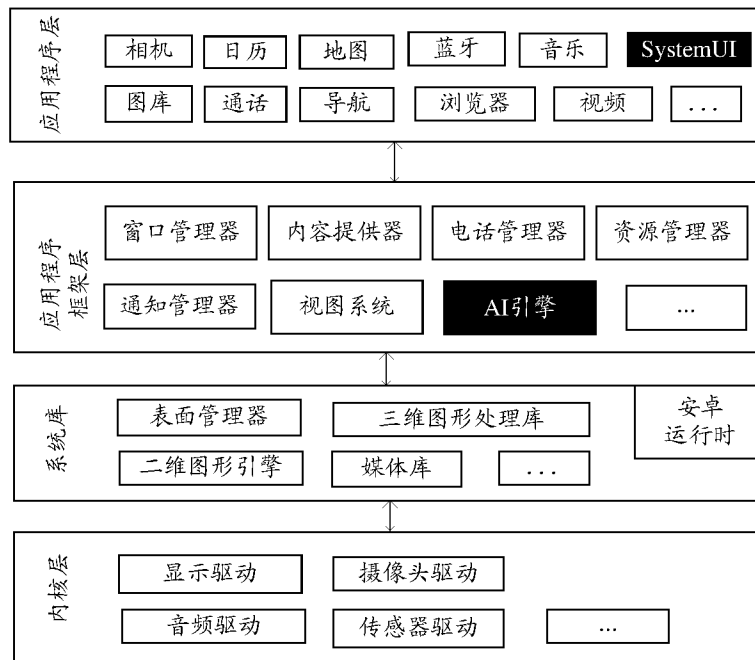 应用程序层
相机 日历 地图 蓝牙 音乐 SystemUI
图库 通话 导航 浏览器 视频 ...
应用程序
框架层
窗口管理器 内容提供器 电话管理器 资源管理器
通知管理器 视图系统 AI引擎 ...
系统库
表面管理器 三维图形处理库
二维图形引擎 媒体库 ...
安卓
运行时
内核层
显示驱动 摄像头驱动
音频驱动 传感器驱动 ...